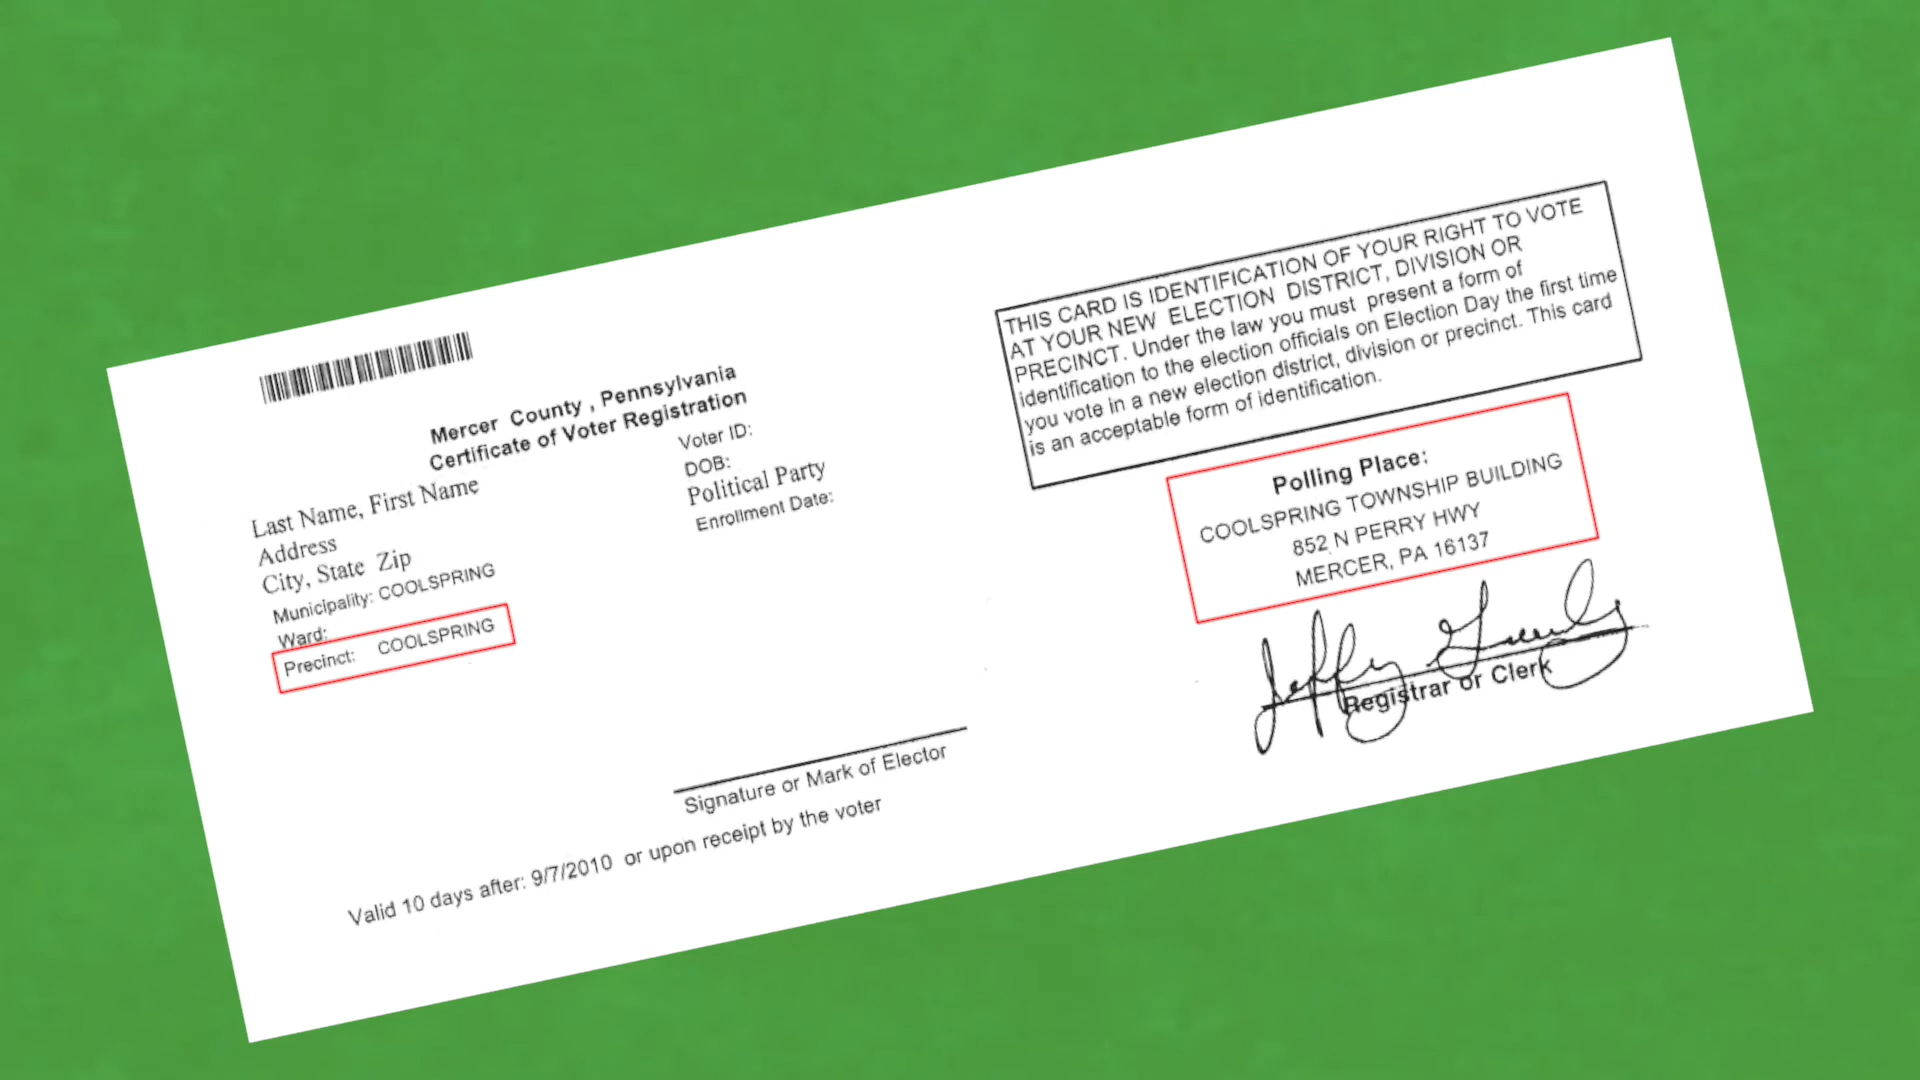 Mercer County , Pennsylvania
Certificate of Voter Registration
Last Name, First Name
Address
City, State Zip
Municipality: COOLSPRING
Ward:
Precinct: COOLSPRING
Voter ID:
DOB:
Political Party
Enrollment Date:
Signature or Mark of Elector
Valid 10 days after: 9/7/2010 or upon receipt by the voter
THIS CARD IS IDENTIFICATION OF YOUR RIGHT TO VOTE
AT YOUR NEW ELECTION DISTRICT, DIVISION OR
PRECINCT. Under the law you must present a form of
identification to the election officials on Election Day the first time
you vote in a new election district, division or precinct. This card
is an acceptable form of identification.
Polling Place:
COOLSPRING TOWNSHIP BUILDING
852 N PERRY HWY
MERCER, PA 16137
Registrar or Clerk